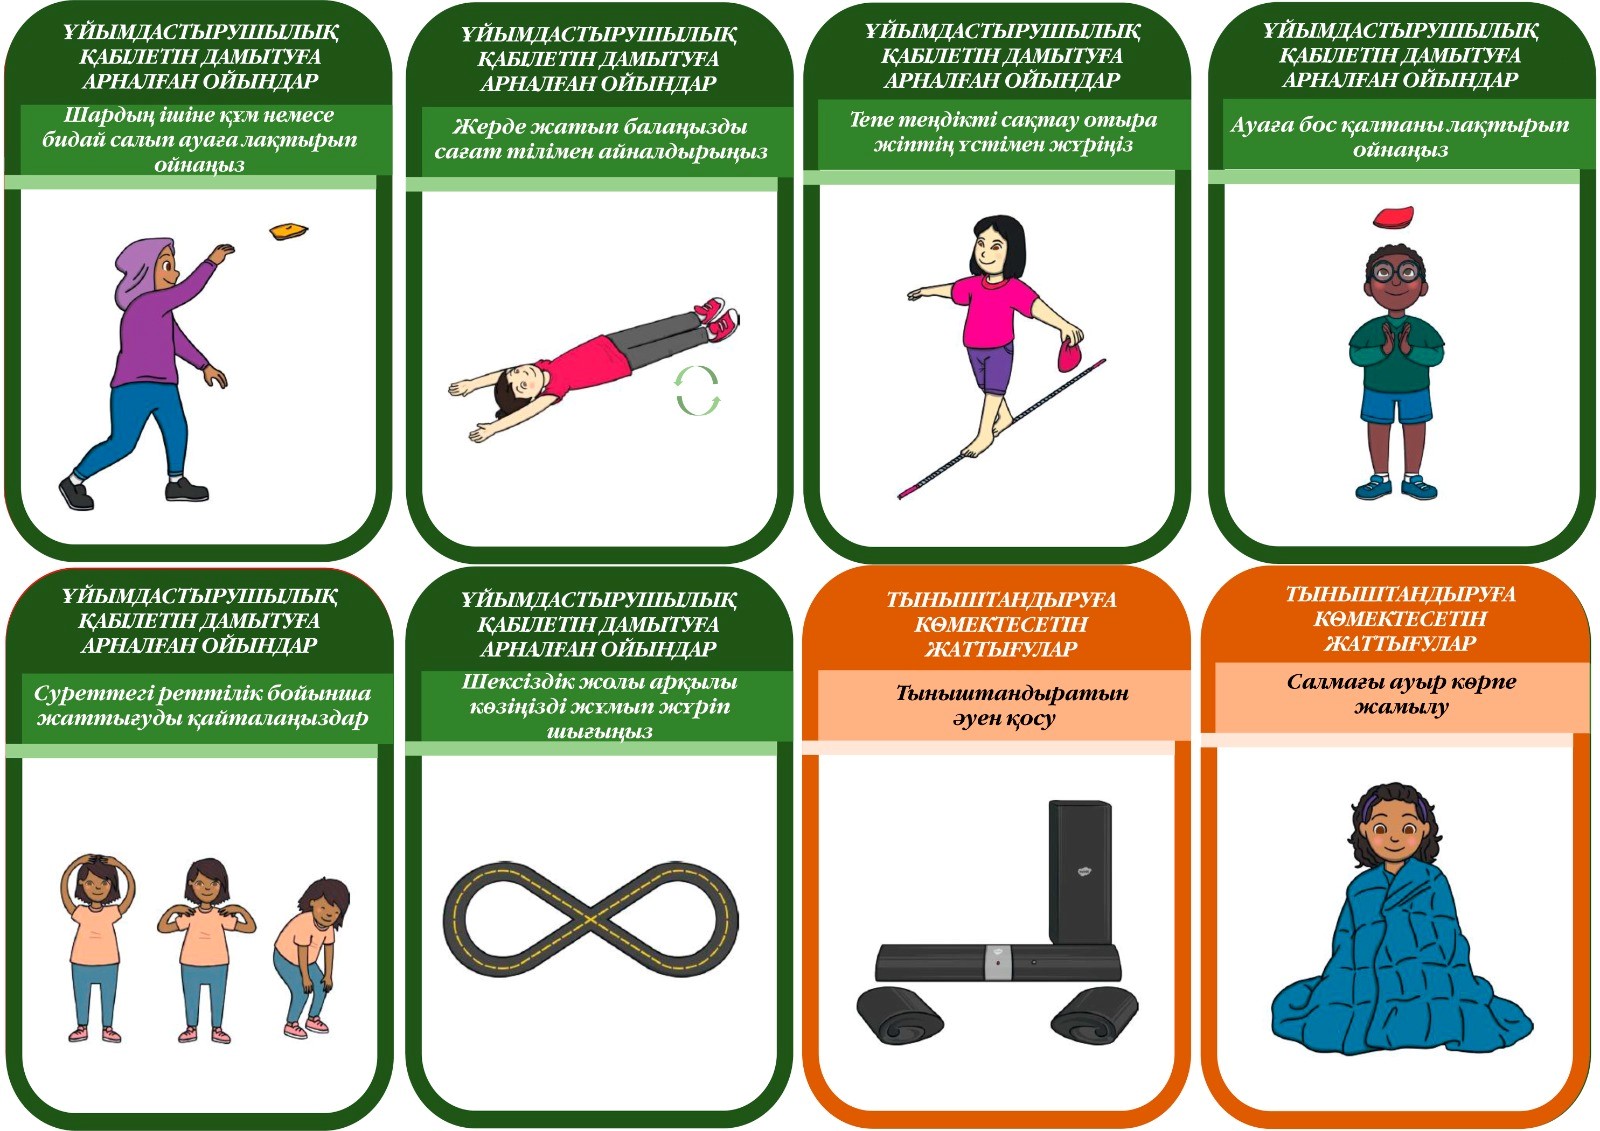 ҰЙЫМДАСТЫРУШЫЛЫҚ
ҚАБІЛЕТІН ДАМЫТУҒА
АРНАЛҒАН ОЙЫНДАР
Шардың ішіне құм немесе
бидай салып ауаға лақтырып
ойнаңыз
ҰЙЫМДАСТЫРУШЫЛЫҚ
ҚАБІЛЕТІН ДАМЫТУҒА
АРНАЛҒАН ОЙЫНДАР
Жерде жатып балаңызды
сағат тілімен айналдырыңыз
ҰЙЫМДАСТЫРУШЫЛЫҚ
ҚАБІЛЕТІН ДАМЫТУҒА
АРНАЛҒАН ОЙЫНДАР
Тепе теңдікті сақтау отыра
жіптің үстімен жүріңіз
ҰЙЫМДАСТЫРУШЫЛЫҚ
ҚАБІЛЕТІН ДАМЫТУҒА
АРНАЛҒАН ОЙЫНДАР
Ауаға бос қалтаны лақтырып
ойнаңыз
ҰЙЫМДАСТЫРУШЫЛЫҚ
ҚАБІЛЕТІН ДАМЫТУҒА
АРНАЛҒАН ОЙЫНДАР
Суреттегі реттілік бойынша
жаттығуды қайталаңыздар
ҰЙЫМДАСТЫРУШЫЛЫҚ
ҚАБІЛЕТІН ДАМЫТУҒА
АРНАЛҒАН ОЙЫНДАР
Шексіздік жолы арқылы
көзіңізді жұмып жүріп
шығыңыз
ТЫНЫШТАНДЫРУҒА
КӨМЕКТЕСЕТІН
ЖАТТЫҒУЛАР
Тыныштандыратын
әуен қосу
ТЫНЫШТАНДЫРУҒА
КӨМЕКТЕСЕТІН
ЖАТТЫҒУЛАР
Салмағы ауыр көрпе
жамылу